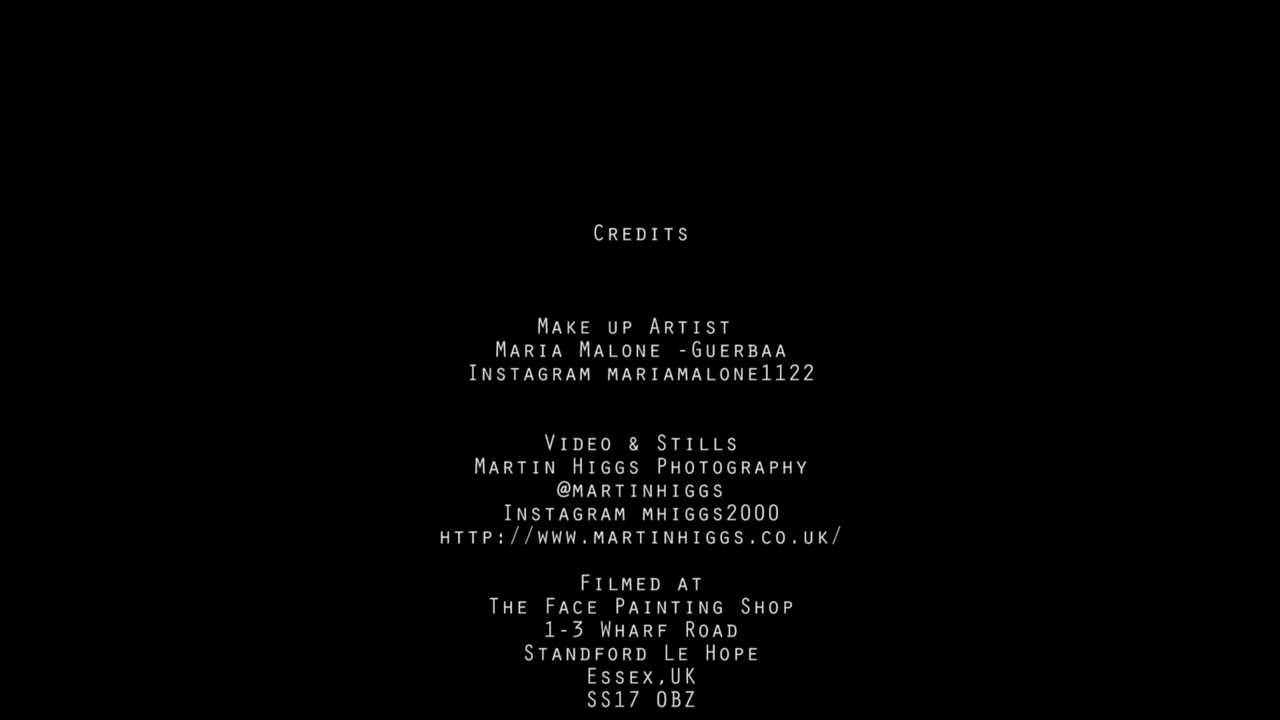 Credits
Make up Artist
Maria Malone -Guerbaa
Instagram mariamalone1122
Video & Stills
Martin Higgs Photography
@martinhiggs
Instagram mhiggs2000
http://www.martinhiggs.co.uk/
Filmed at
The Face Painting Shop
1-3 Wharf Road
Standford Le Hope
Essex,UK
SS17 0BZ